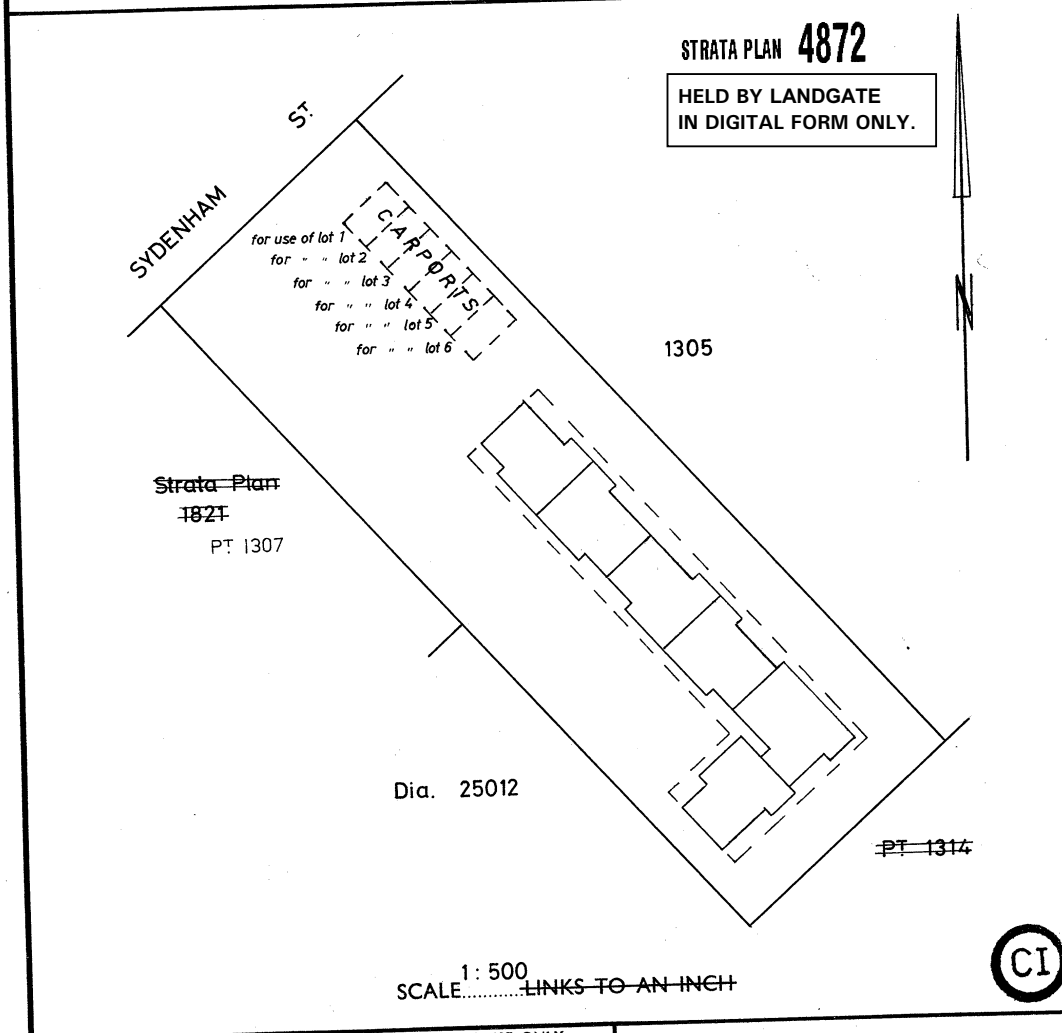 STRATA PLAN 4872
HELD BY LANDGATE
IN DIGITAL FORM ONLY.
SYDENHAM ST
CARPORTS
for use of lot 1
for " " lot 2
for " " lot 3
for " " lot 4
for " " lot 5
for " " lot 6
N
1305
Strata Plan
1821
PT. 1307
Dia. 25012
PT. 1314
CI
1:500
SCALE............LINKS TO AN INCH